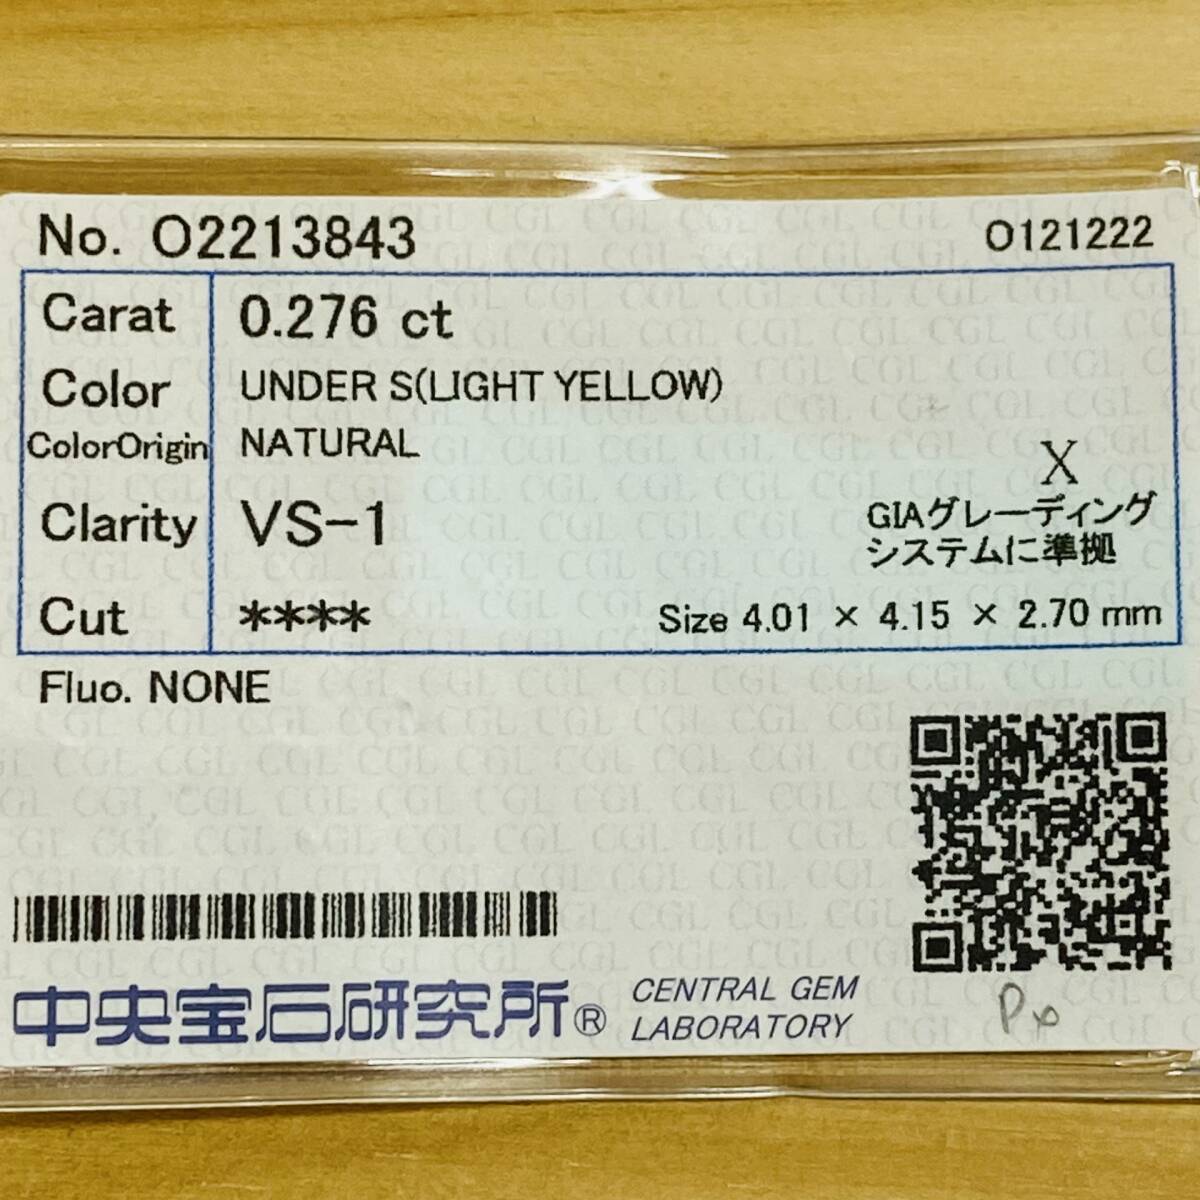 No. O2213843
O121222
Carat 0.276 ct
Color UNDER S(LIGHT YELLOW)
ColorOrigin NATURAL
X
Clarity VS-1
GIAグレーディング
システムに準拠
Cut ****
Size 4.01 × 4.15 × 2.70 mm
Fluo. NONE
中央宝石研究所®
CENTRAL GEM
LABORATORY